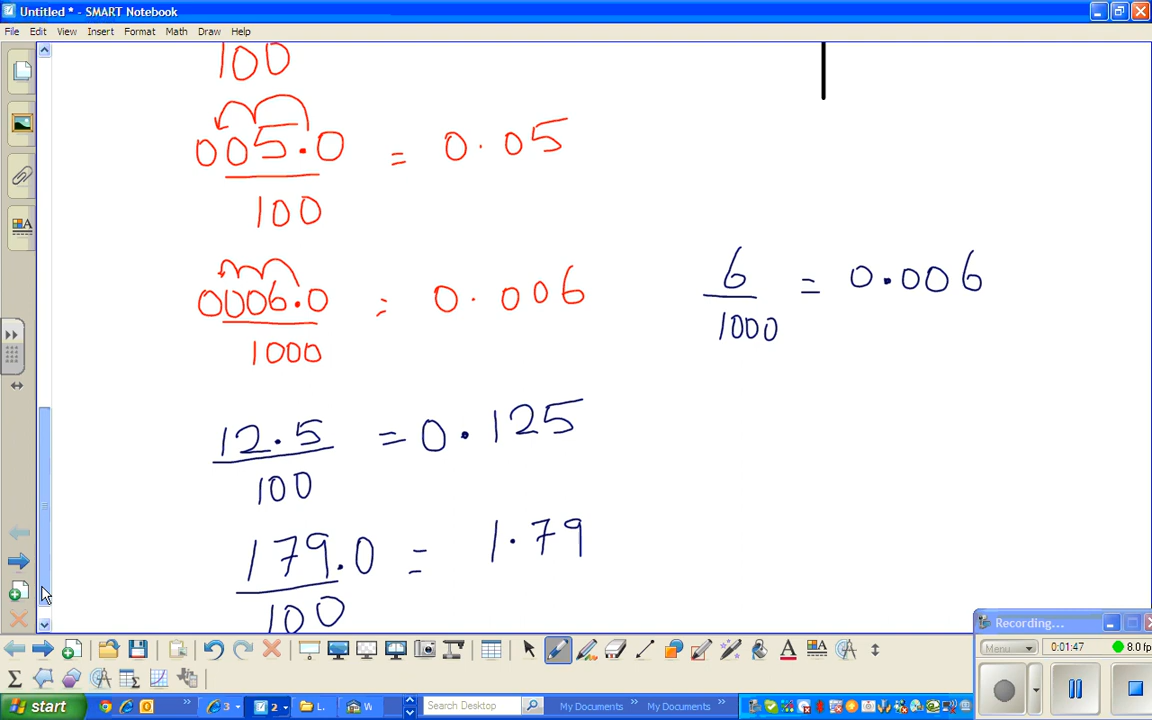 Untitled * - SMART Notebook
File Edit View Insert Format Math Draw Help
100
005.0 = 0.05
100
0006.0 = 0.006
1000
6 = 0.006
1000
12.5 = 0.125
100
179.0 = 1.79
100
Recording...
Menu 0:01:47 8.0 fp
start 3 2 L. W Search Desktop My Documents My Documents